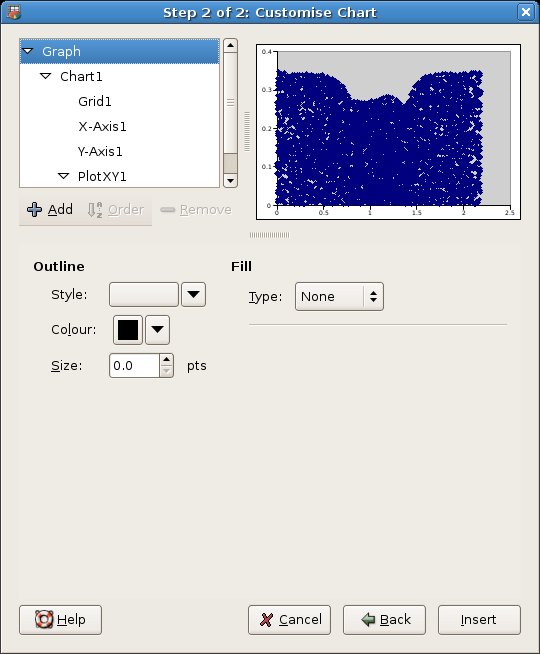 Step 2 of 2: Customise Chart
Graph
Chart1
Grid1
X-Axis1
Y-Axis1
PlotXY1
Add
Order
Remove
0.4
0.3
0.2
0.1
0
0 0.5 1 1.5 2 2.5
Outline
Style:
Colour:
Size: 0.0 pts
Fill
Type: None
Help
Cancel
Back
Insert